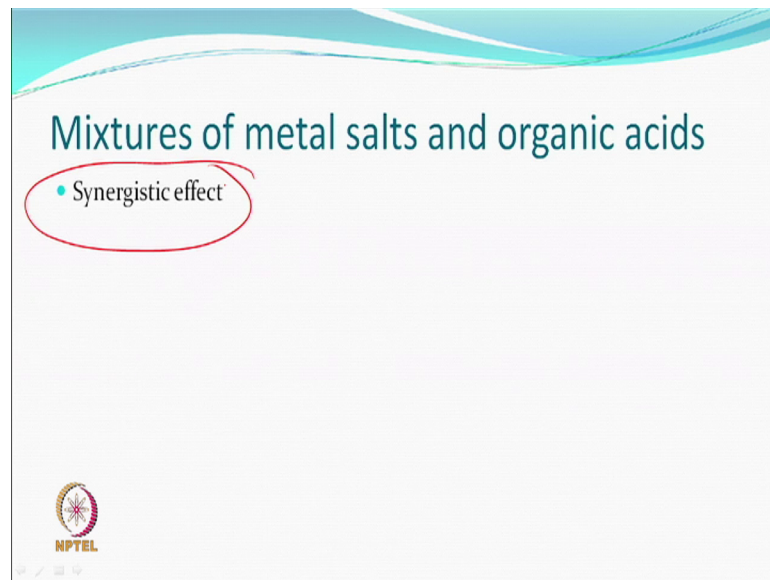 Mixtures of metal salts and organic acids
Synergistic effect
NPTEL